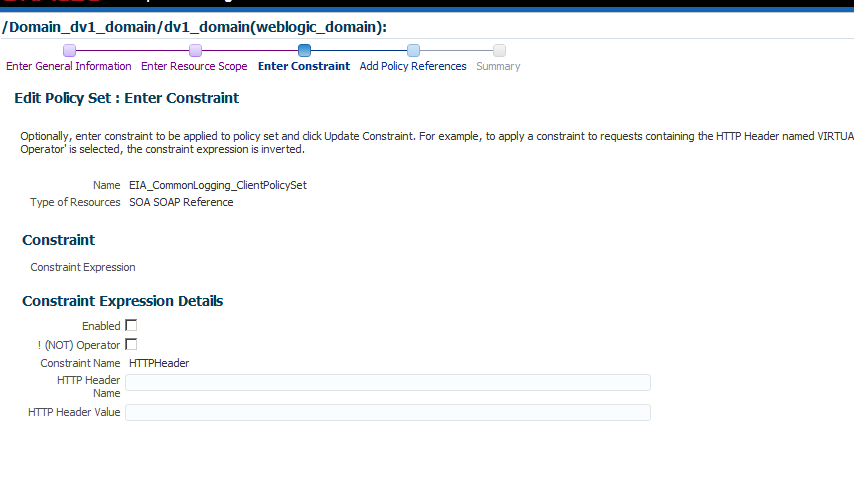 /Domain_dv1_domain/dv1_domain(weblogic_domain):
Enter General Information Enter Resource Scope Enter Constraint Add Policy References Summary
Edit Policy Set : Enter Constraint
Optionally, enter constraint to be applied to policy set and click Update Constraint. For example, to apply a constraint to requests containing the HTTP Header named VIRTUA
Operator' is selected, the constraint expression is inverted.
Name EIA_CommonLogging_ClientPolicySet
Type of Resources SOA SOAP Reference
Constraint
Constraint Expression
Constraint Expression Details
Enabled
! (NOT) Operator
Constraint Name HTTPHeader
HTTP Header
Name
HTTP Header Value